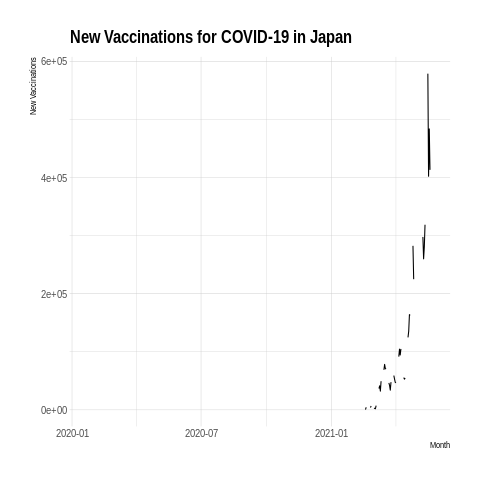 New Vaccinations for COVID-19 in Japan
New Vaccinations
6e+05
4e+05
2e+05
0e+00
2020-01
2020-07
2021-01
Month